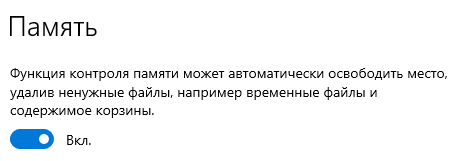 Память
Функция контроля памяти может автоматически освободить место,
удалив ненужные файлы, например временные файлы и
содержимое корзины.
Вкл.